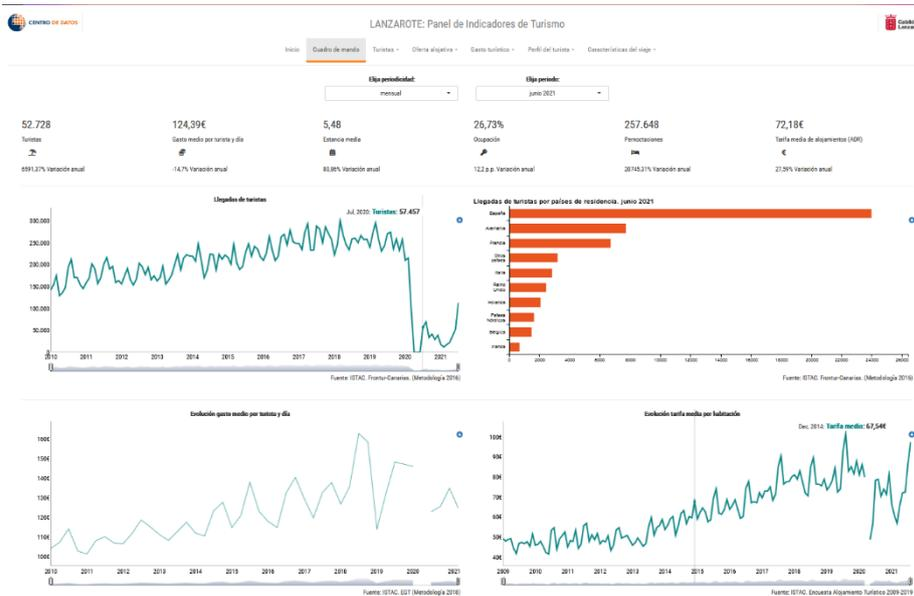 CENTRO DE DATOS
LANZAROTE: Panel de Indicadores de Turismo
Inicio Cuadro de mando Turistas Oferta alojativa Gasto turístico Perfil del turista Características del viaje
Elija periodicidad: Elija periodo:
mensual junio 2021
52.728 124,39€ 5,48 26,73% 257.648 72,18€
Turistas Gasto medio por turista y día Estancia media Ocupación Pernoctaciones Tarifa media de alojamientos (ADR)
€
6591,37% Variación anual -14,7% Variación anual 80,86% Variación anual 12,2 p.p. Variación anual 20745,31% Variación anual 27,59% Variación anual
Llegadas de turistas
Jul, 2020: Turistas: 57.457
300.000
250.000
200.000
150.000
100.000
50.000
0
2010 2011 2012 2013 2014 2015 2016 2017 2018 2019 2020 2021
Fuente: ISTAC. Frontur-Canarias. (Metodología 2016)
Llegadas de turistas por países de residencia. junio 2021
España
Alemania
Francia
Italia
Reino Unido
Holanda
Países nórdicos
Bélgica
Irlanda
0 2000 4000 6000 8000 10000 12000 14000 16000 18000 20000 22000 24000 26000
Fuente: ISTAC. Frontur-Canarias. (Metodología 2016)
Evolución gasto medio por turista y día
160€
150€
140€
130€
120€
110€
100€
2010 2011 2012 2013 2014 2015 2016 2017 2018 2019 2020 2021
Fuente: ISTAC. EGT (Metodología 2018)
Evolución tarifa media por habitación
Dec, 2014: Tarifa media: 67,54€
100€
90€
80€
70€
60€
50€
40€
2009 2010 2011 2012 2013 2014 2015 2016 2017 2018 2019 2020 2021
Fuente: ISTAC. Encuesta Alojamiento Turístico 2009-2019